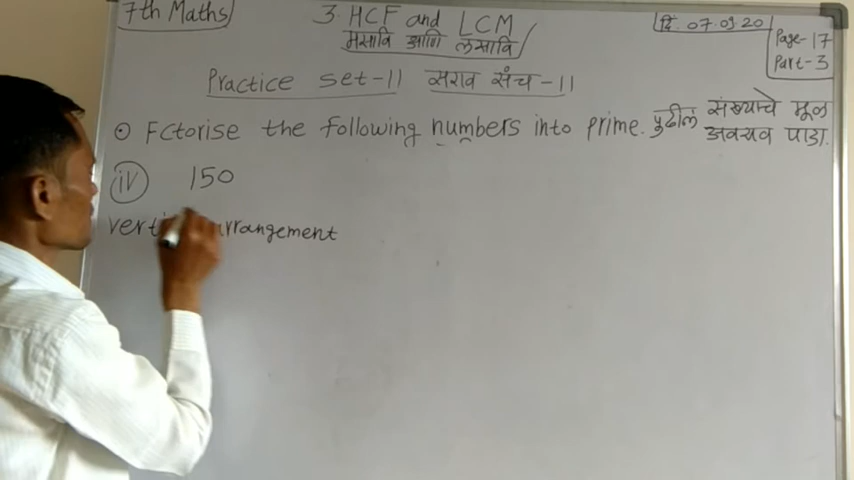 7th Maths
3. HCF and LCM
मसावि आणि लसावि
दि. 07.09.20
Page-17
Part-3
Practice set-11 सराव संच-11
Fctorise the following numbers into prime. पुढील संख्याचे मूळ अवयव पाडा.
iv 150
arrangement